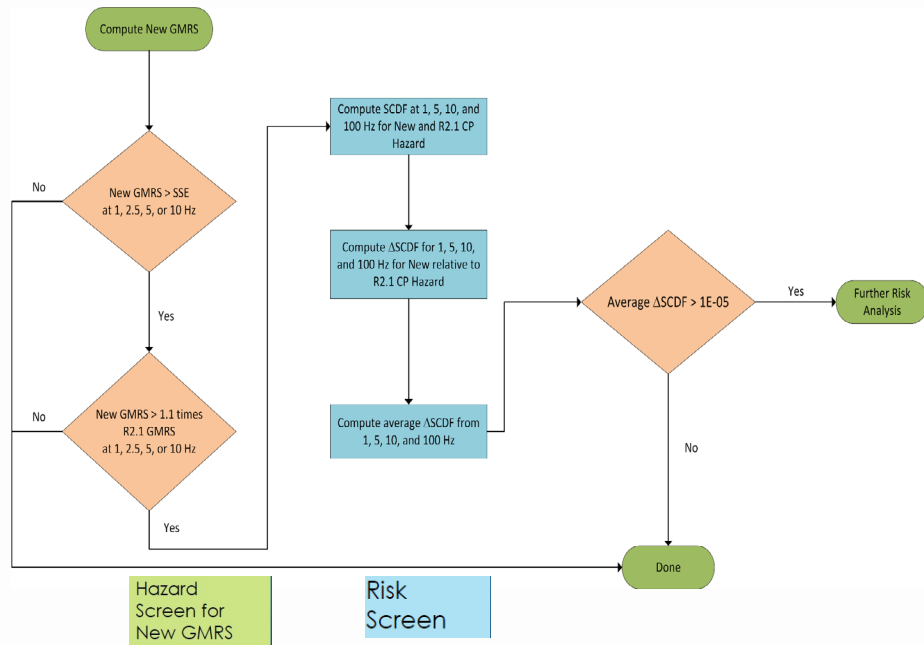 Compute New GMRS
New GMRS > SSE
at 1, 2.5, 5, or 10 Hz
No
Yes
New GMRS > 1.1 times
R2.1 GMRS
at 1, 2.5, 5, or 10 Hz
No
Yes
Compute SCDF at 1, 5, 10, and
100 Hz for New and R2.1 CP
Hazard
Compute ΔSCDF for 1, 5, 10,
and 100 Hz for New relative to
R2.1 CP Hazard
Compute average ΔSCDF from
1, 5, 10, and 100 Hz
Average ΔSCDF > 1E-05
Yes
Further Risk
Analysis
No
Done
Hazard
Screen for
New GMRS
Risk
Screen